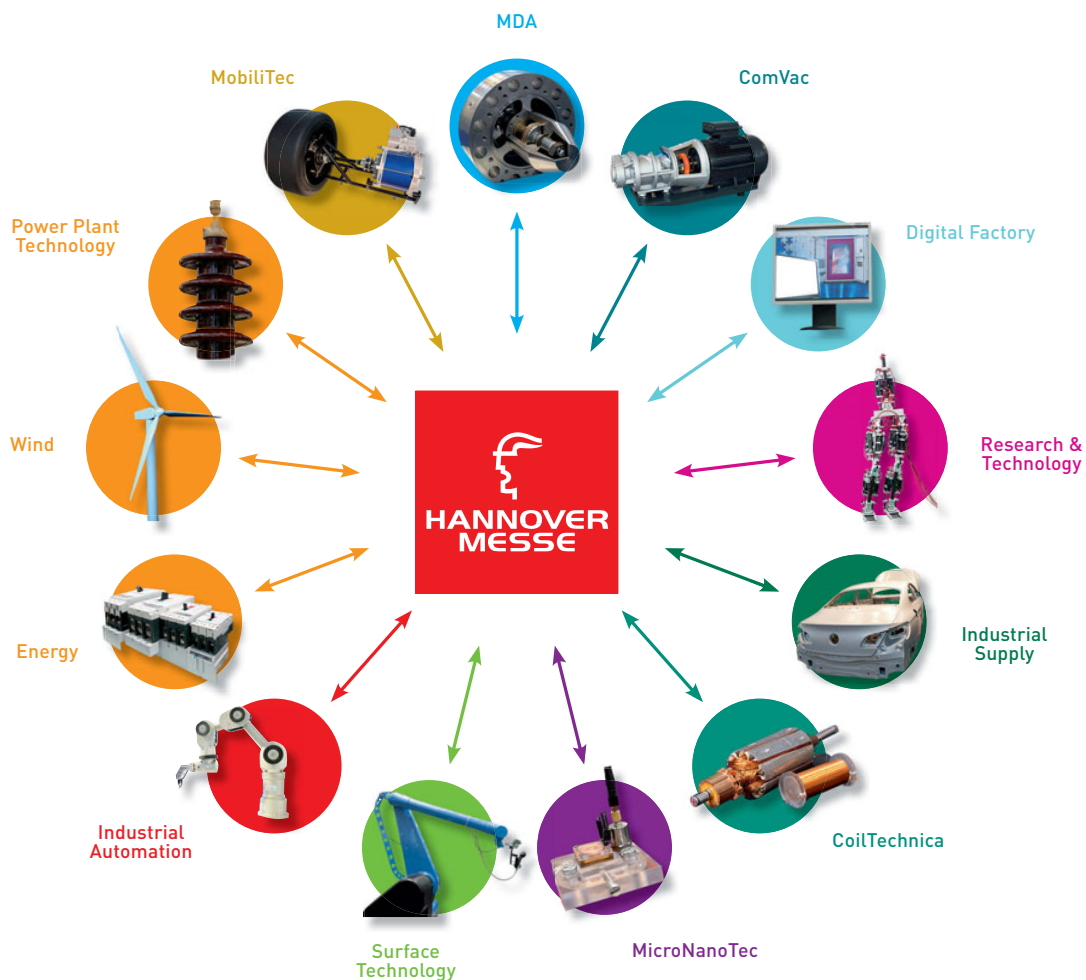 MDA
MobiliTec
ComVac
Power Plant
Technology
Digital Factory
Wind
Research &
Technology
HANNOVER
MESSE
Energy
Industrial
Supply
Industrial
Automation
CoilTechnica
Surface
Technology
MicroNanoTec